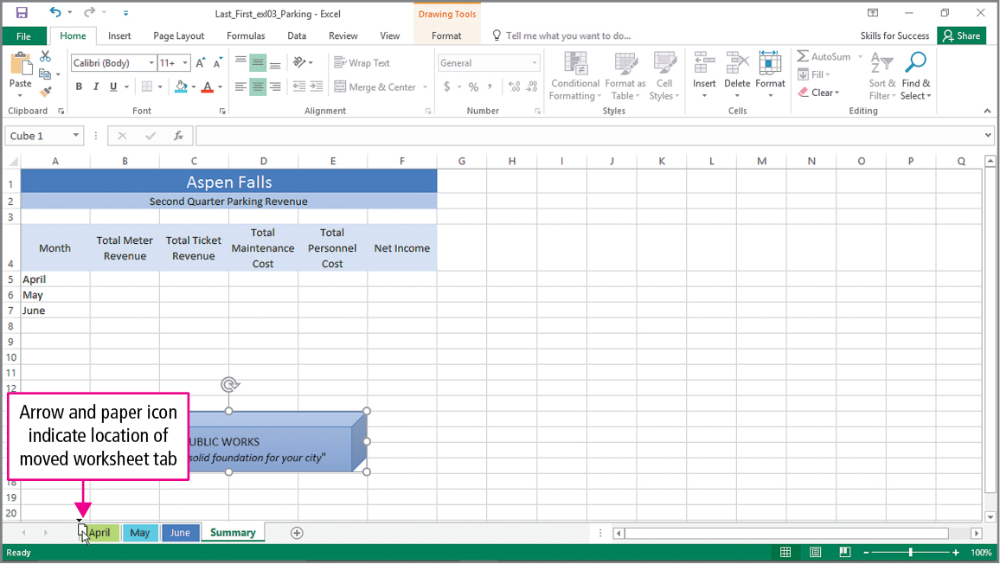 Last_First_exl03_Parking - Excel
Drawing Tools
File Home Insert Page Layout Formulas Data Review View Format Tell me what you want to do... Skills for Success Share
Paste
Calibri (Body) 11+ A A
Wrap Text
General
AutoSum
Fill
Clear
B I U A
Merge & Center
$ % ,
Conditional Formatting
Format as Table
Cell Styles
Insert Delete Format
Sort & Filter
Find & Select
Clipboard Font Alignment Number Styles Cells Editing
Cube 1 fx
A B C D E F G H I J K L M N O P Q
1 Aspen Falls
2 Second Quarter Parking Revenue
3
4 Month Total Meter Revenue Total Ticket Revenue Total Maintenance Cost Total Personnel Cost Net Income
5 April
6 May
7 June
8
9
10
11
12
Arrow and paper icon
indicate location of
moved worksheet tab
UBLIC WORKS
solid foundation for your city"
18
19
20
April May June Summary
Ready 100%